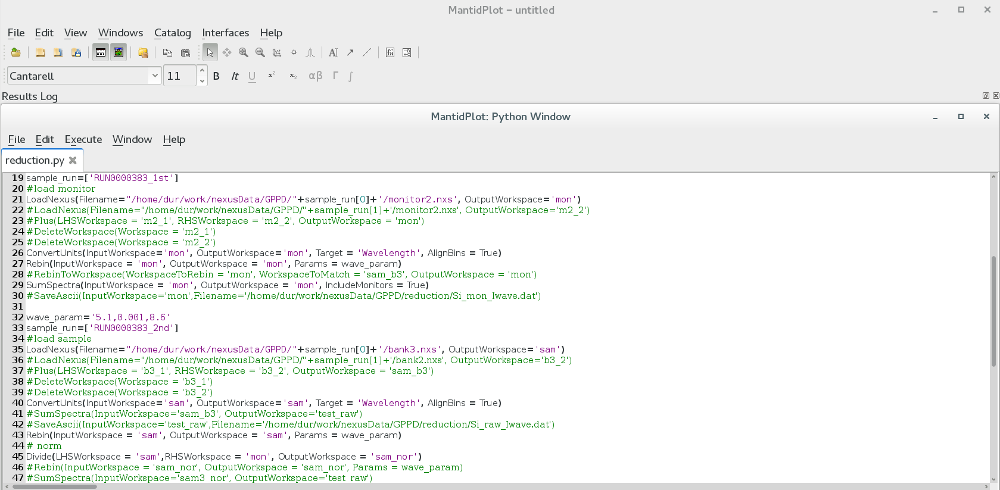 MantidPlot - untitled
File Edit View Windows Catalog Interfaces Help
Cantarell 11 B It U x² x₂ αβ Γ ∫
Results Log
MantidPlot: Python Window
File Edit Execute Window Help
reduction.py
19 sample_run=['RUN0000383_1st']
20 #load monitor
21 LoadNexus(Filename="/home/dur/work/nexusData/GPPD/"+sample_run[0]+'/monitor2.nxs', OutputWorkspace='mon')
22 #LoadNexus(Filename="/home/dur/work/nexusData/GPPD/"+sample_run[1]+'/monitor2.nxs', OutputWorkspace='m2_2')
23 #Plus(LHSWorkspace = 'm2_1', RHSWorkspace = 'm2_2', OutputWorkspace = 'mon')
24 #DeleteWorkspace(Workspace = 'm2_1')
25 #DeleteWorkspace(Workspace = 'm2_2')
26 ConvertUnits(InputWorkspace='mon', OutputWorkspace='mon', Target = 'Wavelength', AlignBins = True)
27 Rebin(InputWorkspace = 'mon', OutputWorkspace = 'mon', Params = wave_param)
28 #RebinToWorkspace(WorkspaceToRebin = 'mon', WorkspaceToMatch = 'sam_b3', OutputWorkspace = 'mon')
29 SumSpectra(InputWorkspace = 'mon', OutputWorkspace = 'mon', IncludeMonitors = True)
30 #SaveAscii(InputWorkspace='mon',Filename='/home/dur/work/nexusData/GPPD/reduction/Si_mon_Iwave.dat')
31
32 wave_param='5.1,0.001,8.6'
33 sample_run=['RUN0000383_2nd']
34 #load sample
35 LoadNexus(Filename="/home/dur/work/nexusData/GPPD/"+sample_run[0]+'/bank3.nxs', OutputWorkspace='sam')
36 #LoadNexus(Filename="/home/dur/work/nexusData/GPPD/"+sample_run[1]+'/bank2.nxs', OutputWorkspace='b3_2')
37 #Plus(LHSWorkspace = 'b3_1', RHSWorkspace = 'b3_2', OutputWorkspace = 'sam_b3')
38 #DeleteWorkspace(Workspace = 'b3_1')
39 #DeleteWorkspace(Workspace = 'b3_2')
40 ConvertUnits(InputWorkspace='sam', OutputWorkspace='sam', Target = 'Wavelength', AlignBins = True)
41 #SumSpectra(InputWorkspace='sam_b3', OutputWorkspace='test_raw')
42 #SaveAscii(InputWorkspace='test_raw',Filename='/home/dur/work/nexusData/GPPD/reduction/Si_raw_Iwave.dat')
43 Rebin(InputWorkspace = 'sam', OutputWorkspace = 'sam', Params = wave_param)
44 # norm
45 Divide(LHSWorkspace = 'sam',RHSWorkspace = 'mon', OutputWorkspace = 'sam_nor')
46 #Rebin(InputWorkspace = 'sam_nor', OutputWorkspace = 'sam_nor', Params = wave_param)
47 #SumSpectra(InputWorkspace='sam3_nor', OutputWorkspace='test_raw')